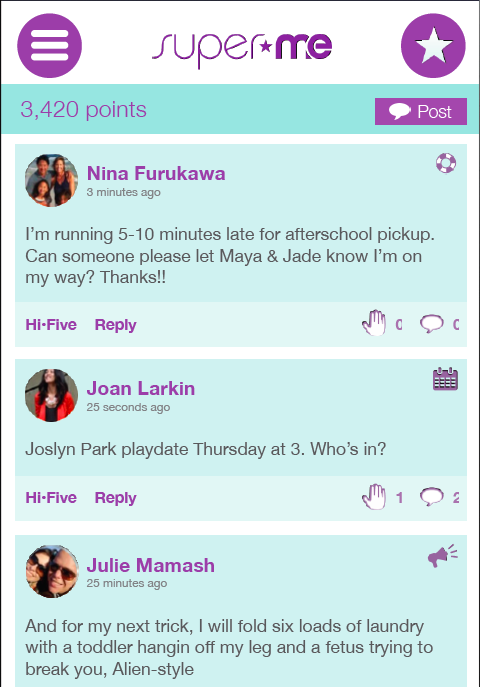 super★me
3,420 points
Post
Nina Furukawa
3 minutes ago
I’m running 5-10 minutes late for afterschool pickup.
Can someone please let Maya & Jade know I’m on
my way? Thanks!!
Hi•Five Reply 0 0
Joan Larkin
25 seconds ago
Joslyn Park playdate Thursday at 3. Who’s in?
Hi•Five Reply 1 2
Julie Mamash
25 minutes ago
And for my next trick, I will fold six loads of laundry
with a toddler hangin off my leg and a fetus trying to
break you, Alien-style